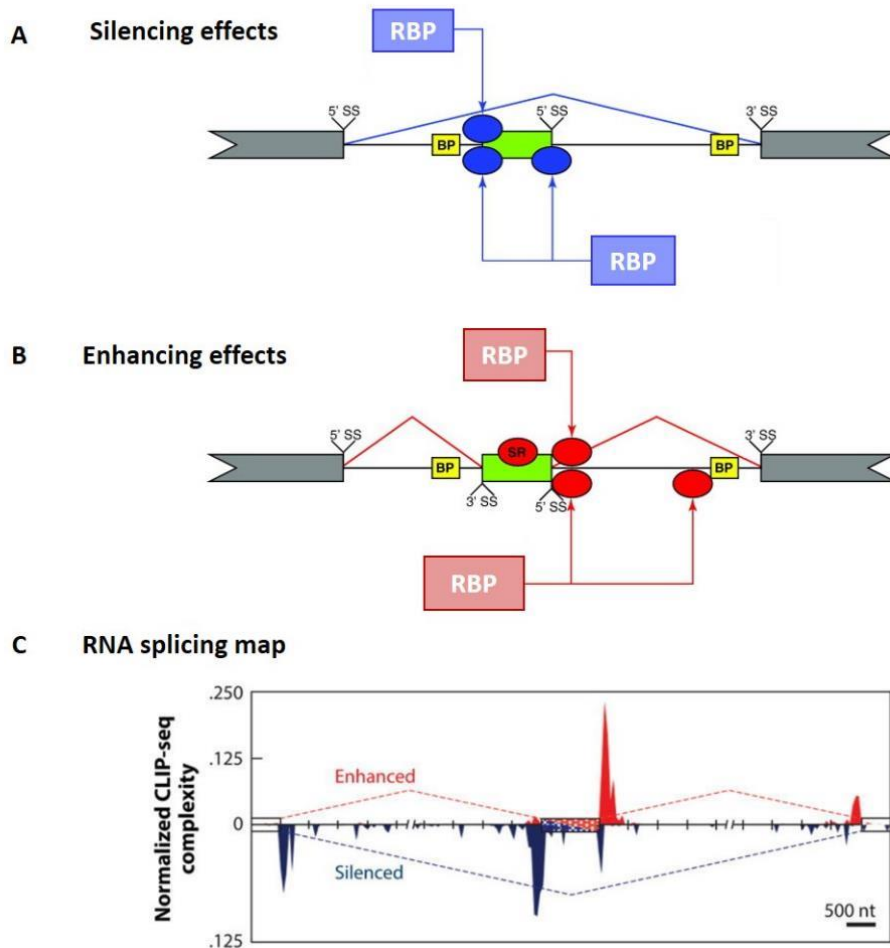 A Silencing effects
RBP
5' SS
5' SS
3' SS
BP
BP
RBP
B Enhancing effects
RBP
5' SS
3' SS
SR
BP
BP
3' SS
5' SS
RBP
C RNA splicing map
Normalized CLIP-seq
complexity
.250
.125
0
.125
Enhanced
Silenced
500 nt